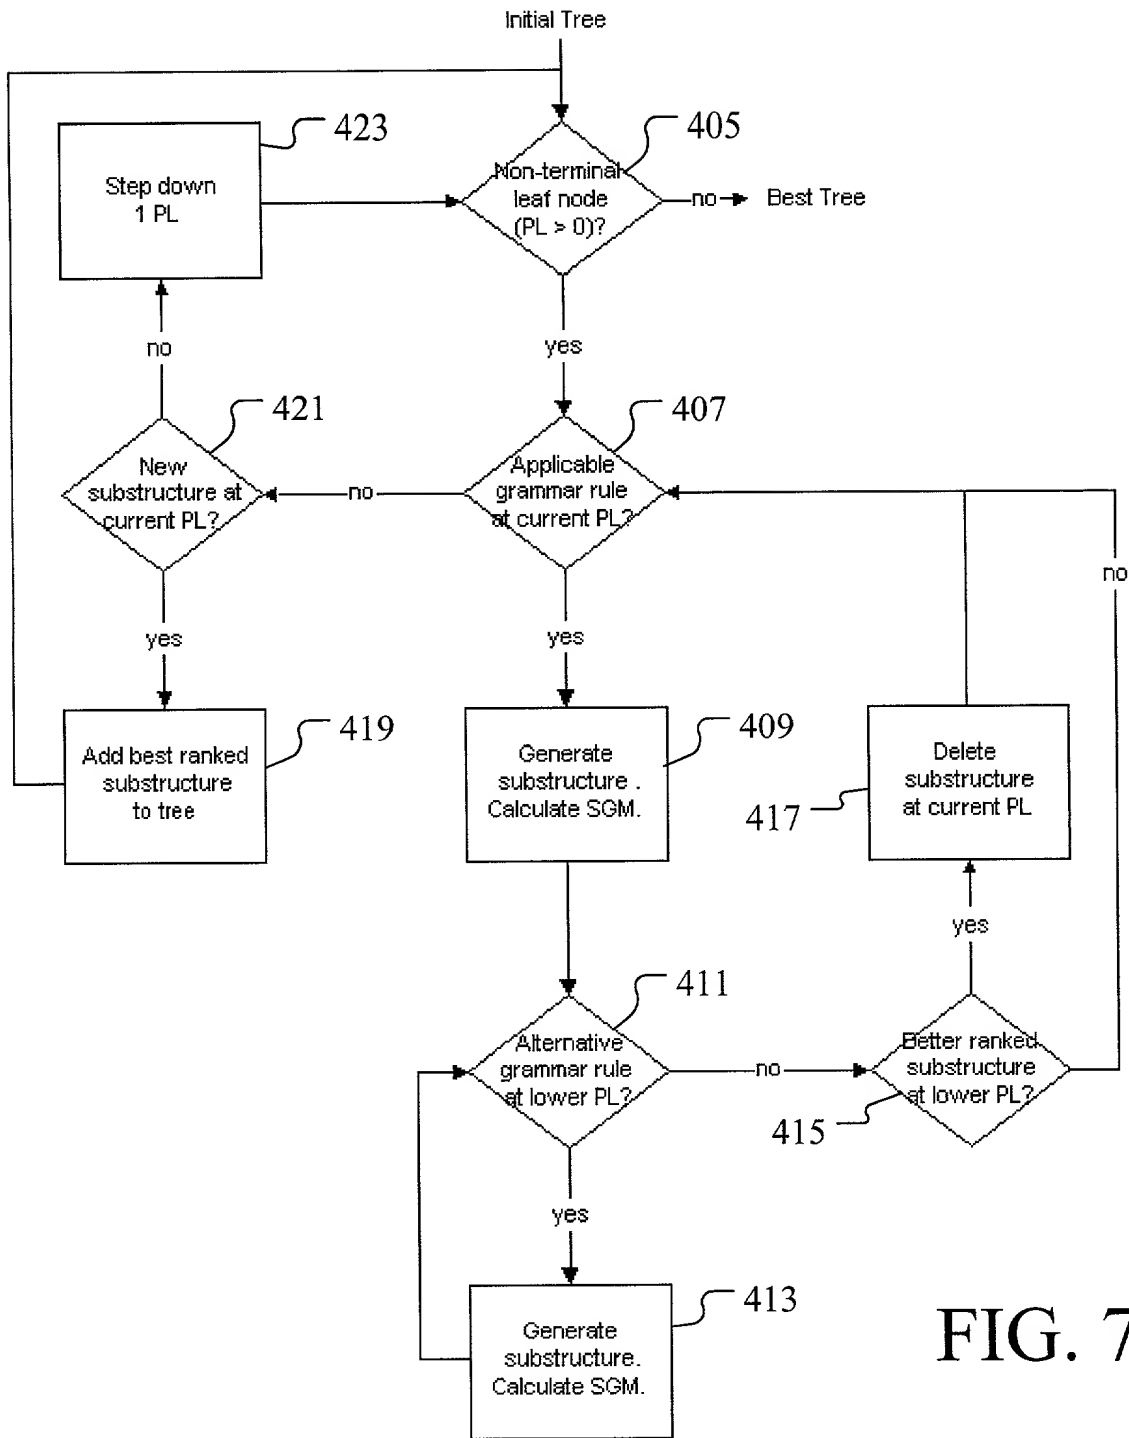 Initial Tree
423
405
Step down
1 PL
Non-terminal
leaf node
(PL > 0)?
no
Best Tree
no
yes
421
407
New
substructure at
current PL?
no
Applicable
grammar rule
at current PL?
no
yes
yes
419
409
Add best ranked
substructure
to tree
Generate
substructure .
Calculate SGM.
Delete
substructure
at current PL
417
yes
411
Alternative
grammar rule
at lower PL?
no
Better ranked
substructure
at lower PL?
415
yes
413
Generate
substructure.
Calculate SGM.
FIG. 7